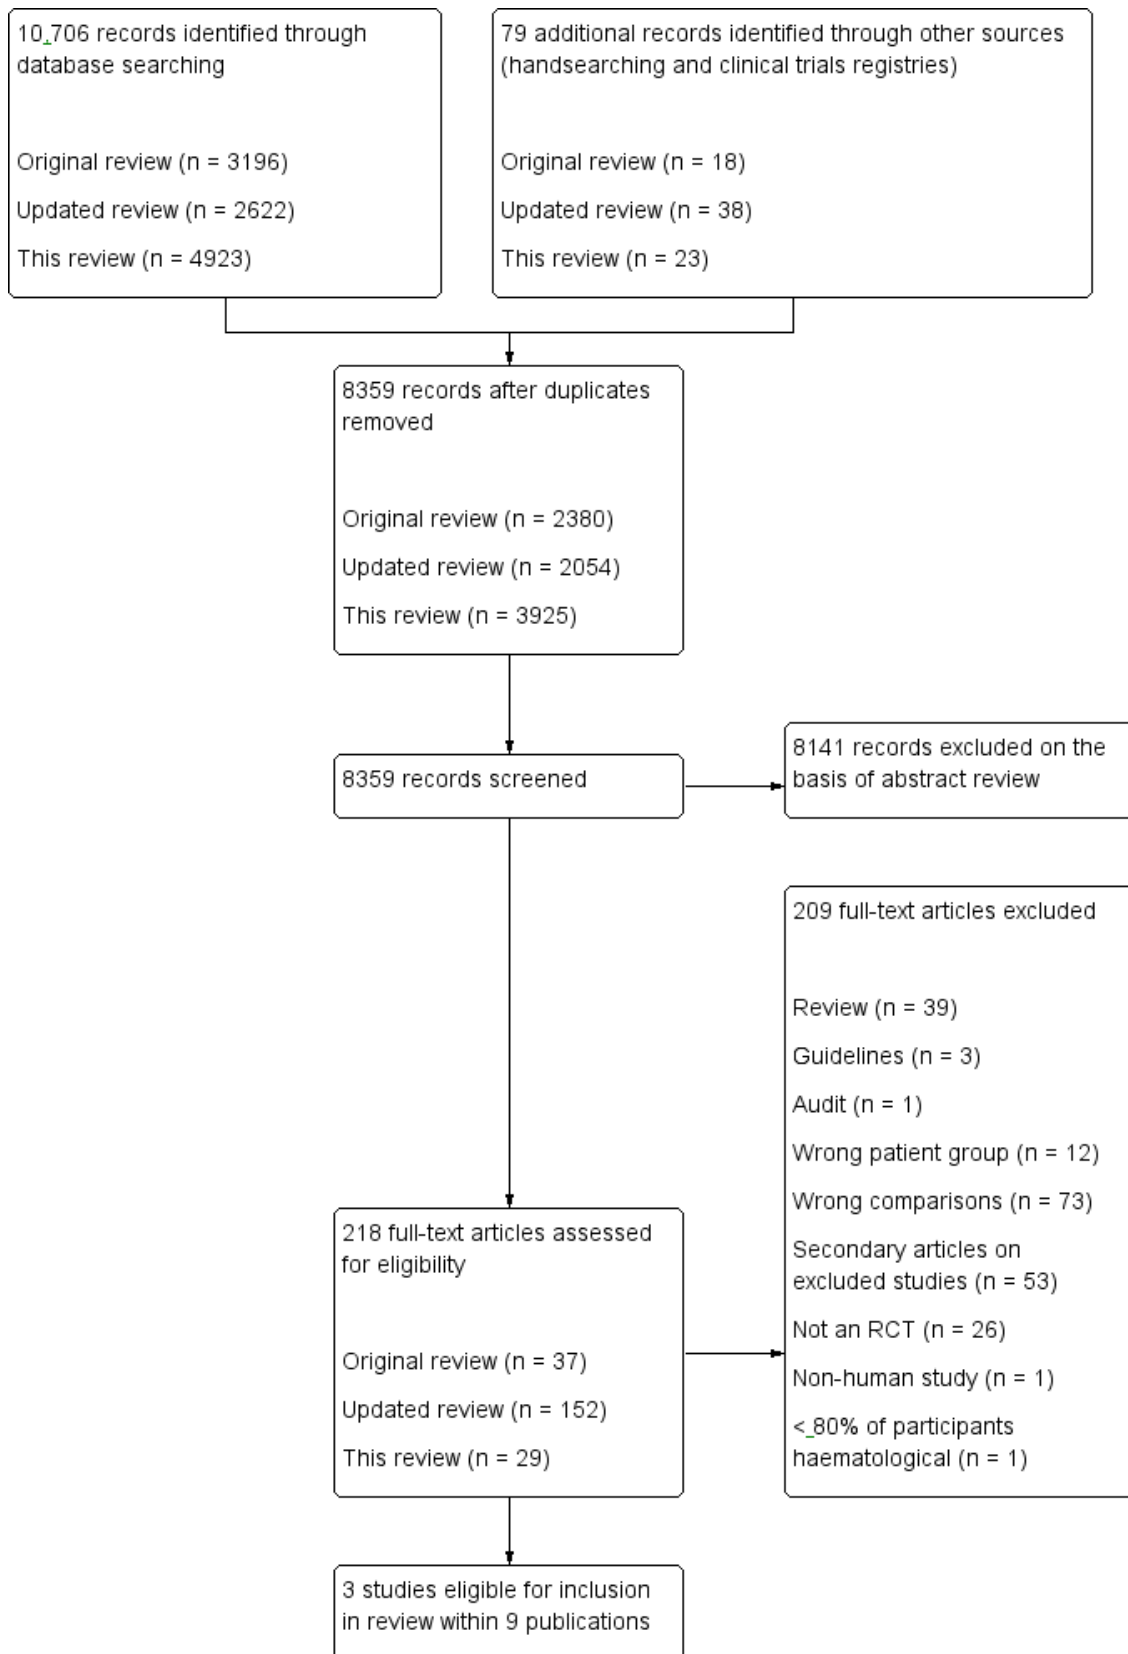 10,706 records identified through
database searching
Original review (n = 3196)
Updated review (n = 2622)
This review (n = 4923)
79 additional records identified through other sources
(handsearching and clinical trials registries)
Original review (n = 18)
Updated review (n = 38)
This review (n = 23)
8359 records after duplicates
removed
Original review (n = 2380)
Updated review (n = 2054)
This review (n = 3925)
8359 records screened
8141 records excluded on the
basis of abstract review
209 full-text articles excluded
Review (n = 39)
Guidelines (n = 3)
Audit (n = 1)
Wrong patient group (n = 12)
Wrong comparisons (n = 73)
Secondary articles on
excluded studies (n = 53)
Not an RCT (n = 26)
Non-human study (n = 1)
< 80% of participants
haematological (n = 1)
218 full-text articles assessed
for eligibility
Original review (n = 37)
Updated review (n = 152)
This review (n = 29)
3 studies eligible for inclusion
in review within 9 publications